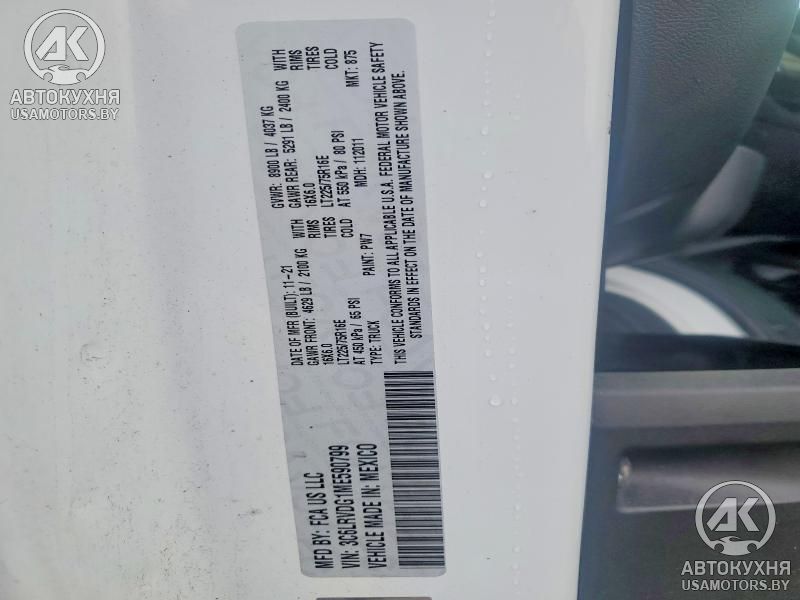 MFD BY: FCA US LLC
VIN: 3C6LRVDG1ME590799
VEHICLE MADE IN: MEXICO
DATE OF MFR (BUILT): 11-21
GVWR: 8900 LB / 4037 KG
GAWR FRONT: 4629 LB / 2100 KG WITH
GAWR REAR: 5291 LB / 2400 KG WITH
16X6.0 RIMS
16X6.0 RIMS
LT225/75R16E TIRES
LT225/75R16E TIRES
AT 450 kPa / 65 PSI COLD
AT 550 kPa / 80 PSI COLD
TYPE: TRUCK PAINT: PW7 MDH: 112011 MKT: 875
THIS VEHICLE CONFORMS TO ALL APPLICABLE U.S.A. FEDERAL MOTOR VEHICLE SAFETY
STANDARDS IN EFFECT ON THE DATE OF MANUFACTURE SHOWN ABOVE.
АК
АВТОКУХНЯ
USAMOTORS.BY
АК
АВТОКУХНЯ
USAMOTORS.BY